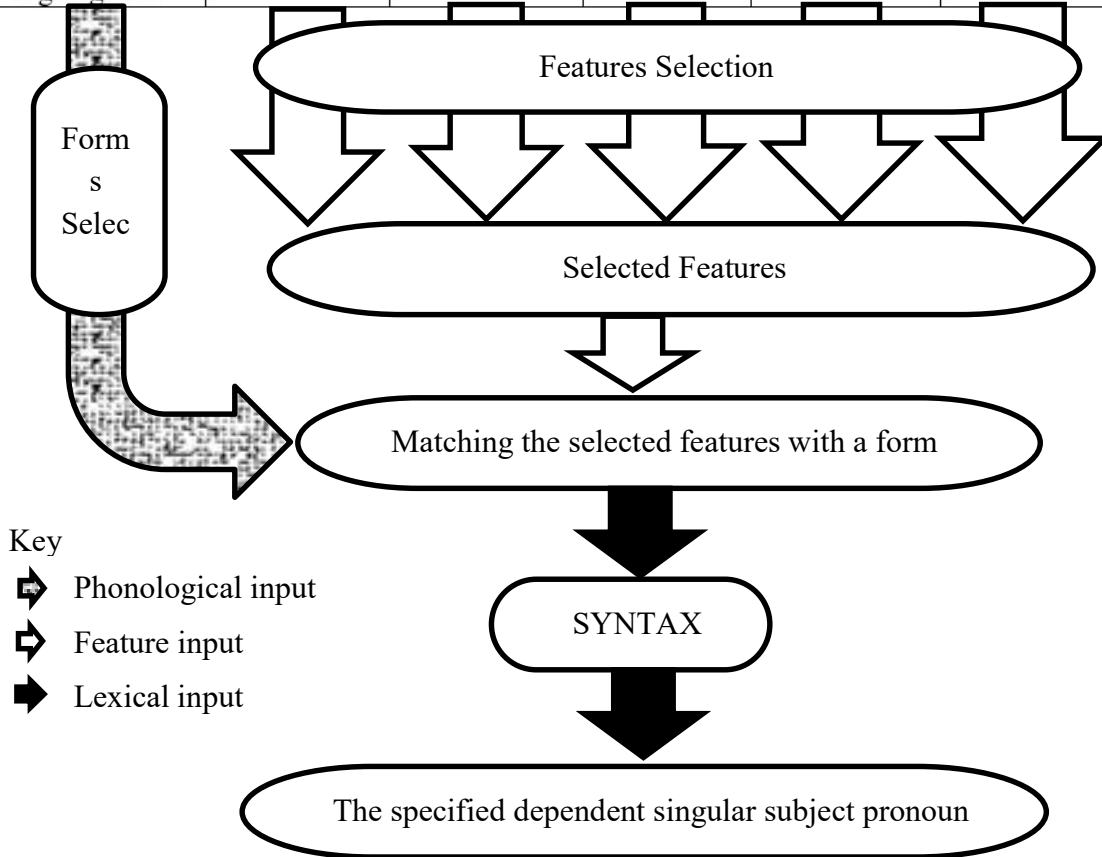 Features Selection
Form
s
Selec
Selected Features
Matching the selected features with a form
Key
Phonological input
Feature input
Lexical input
SYNTAX
The specified dependent singular subject pronoun